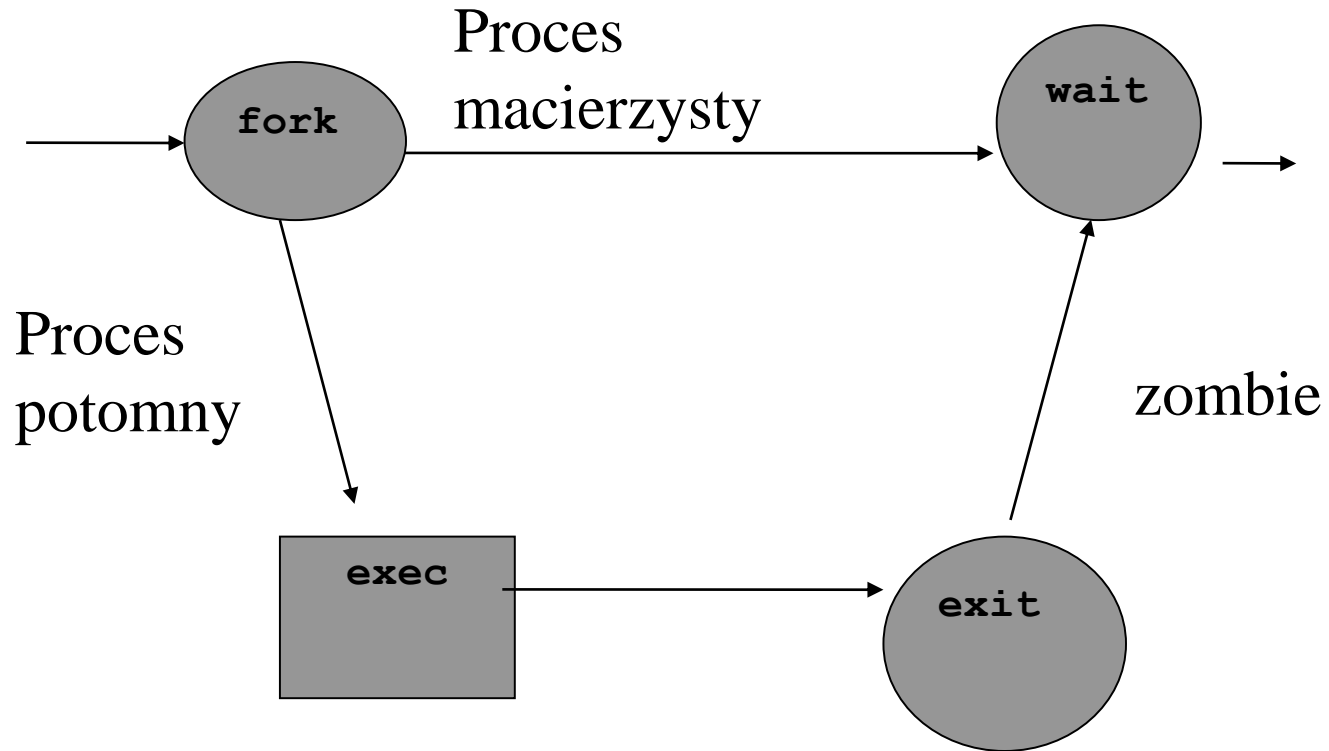 Proces
macierzysty
fork
wait
Proces
potomny
zombie
exec
exit